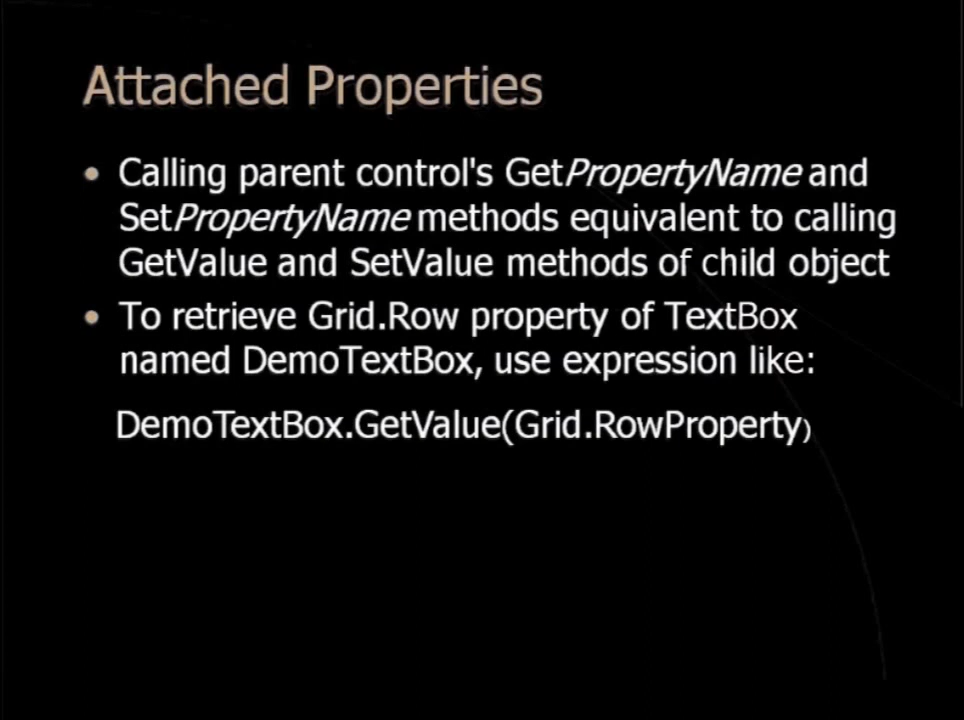 Attached Properties
• Calling parent control's GetPropertyName and
SetPropertyName methods equivalent to calling
GetValue and SetValue methods of child object
• To retrieve Grid.Row property of TextBox
named DemoTextBox, use expression like:
DemoTextBox.GetValue(Grid.RowProperty)